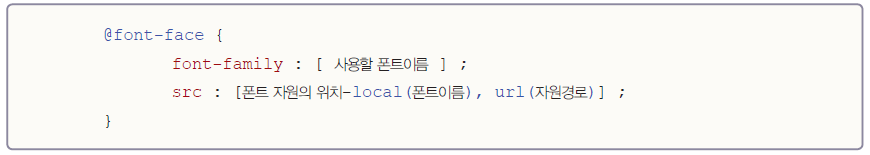 @font-face {
font-family : [ 사용할 폰트이름 ] ;
src : [폰트 자원의 위치-local(폰트이름), url(자원경로)] ;
}